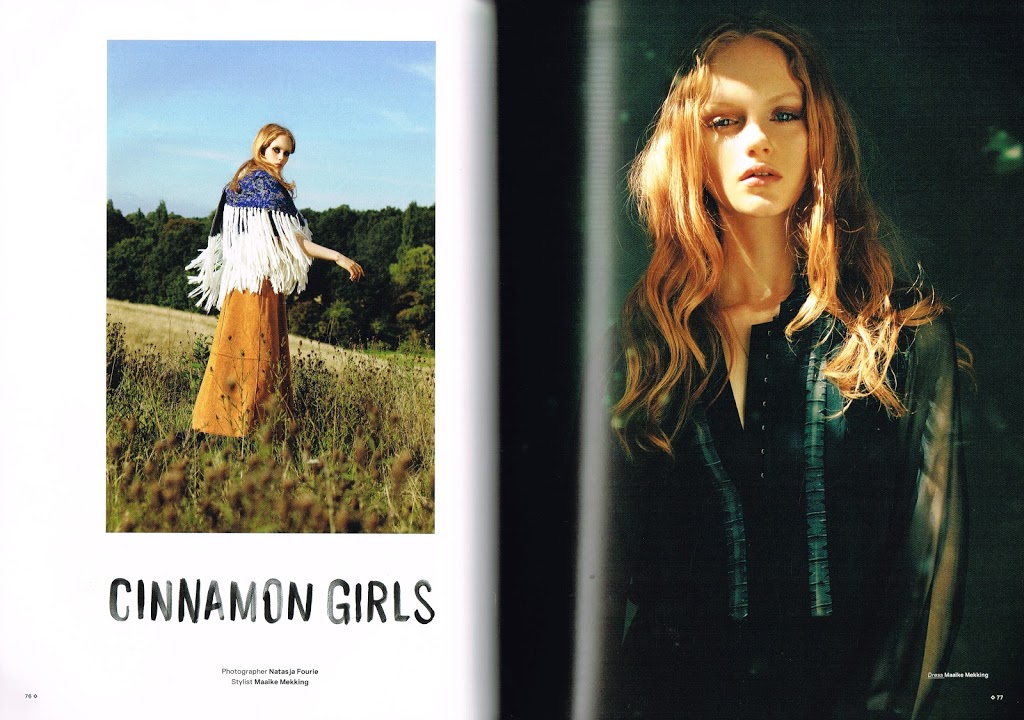 CINNAMON GIRLS
Photographer Natasja Fourie
Stylist Maaike Mekking
76
Dress Maaike Mekking
77